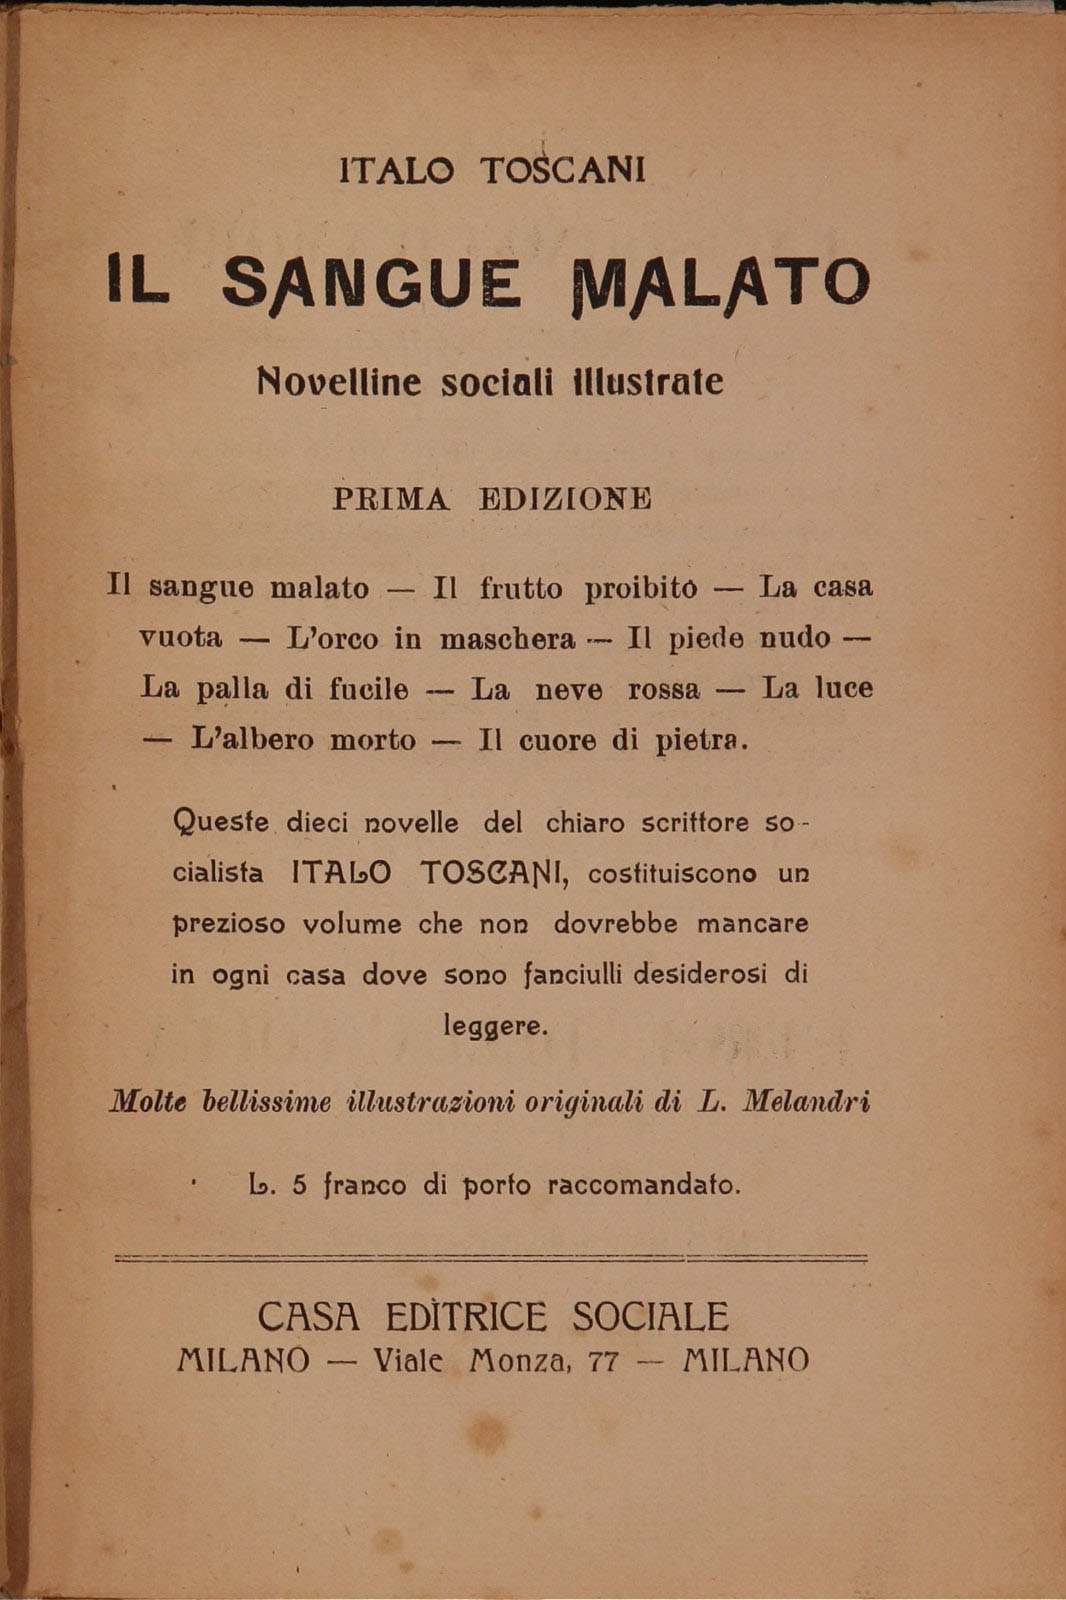 ITALO TOSCANI
IL SANGUE MALATO
Novelline sociali illustrate
PRIMA EDIZIONE
Il sangue malato — Il frutto proibito — La casa
vuota — L'orco in maschera — Il piede nudo —
La palla di fucile — La neve rossa — La luce
— L'albero morto — Il cuore di pietra.
Queste dieci novelle del chiaro scrittore so-
cialista ITALO TOSCANI, costituiscono un
prezioso volume che non dovrebbe mancare
in ogni casa dove sono fanciulli desiderosi di
leggere.
Molte bellissime illustrazioni originali di L. Melandri
L. 5 franco di porto raccomandato.
CASA EDITRICE SOCIALE
MILANO — Viale Monza, 77 — MILANO